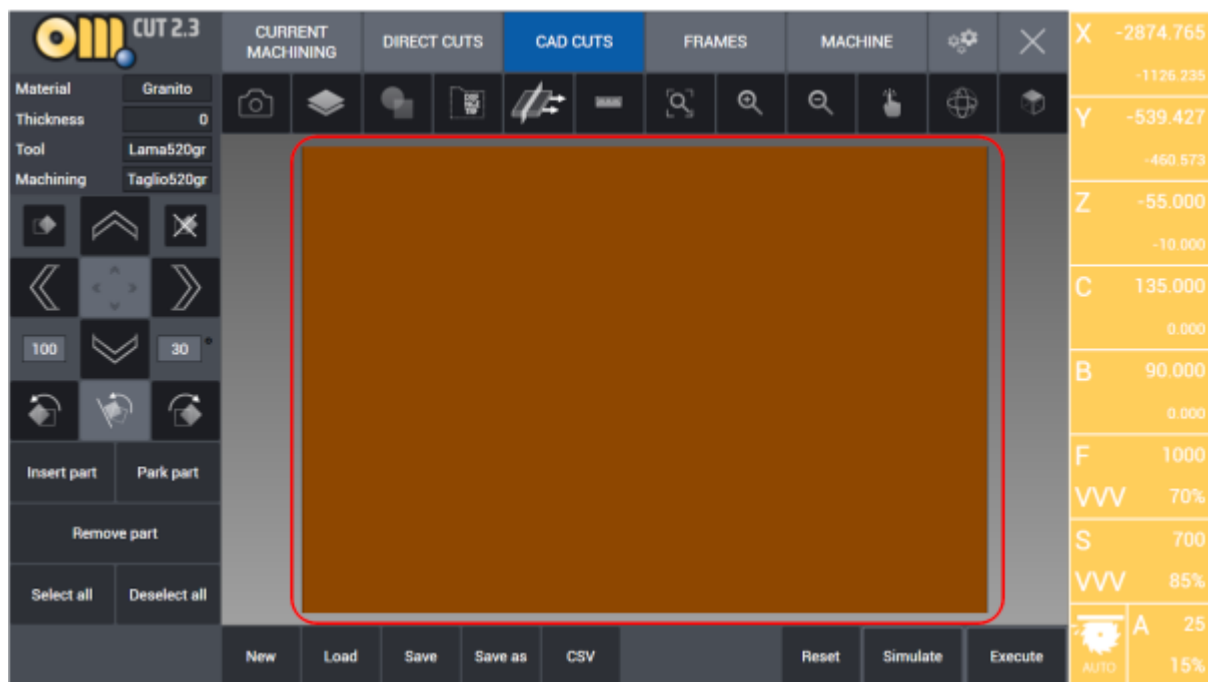 OM CUT 2.3
CURRENT
MACHINING
DIRECT CUTS
CAD CUTS
FRAMES
MACHINE
Material Granito
Thickness 0
Tool Lama520gr
Machining Taglio520gr
100
30 °
Insert part
Park part
Remove part
Select all
Deselect all
New
Load
Save
Save as
CSV
Reset
Simulate
Execute
X -2874.765
-1126.235
Y -539.427
-460.573
Z -55.000
-10.000
C 135.000
0.000
B 90.000
0.000
F 1000
VVV 70%
S 700
VVV 85%
AUTO
A 25
15%